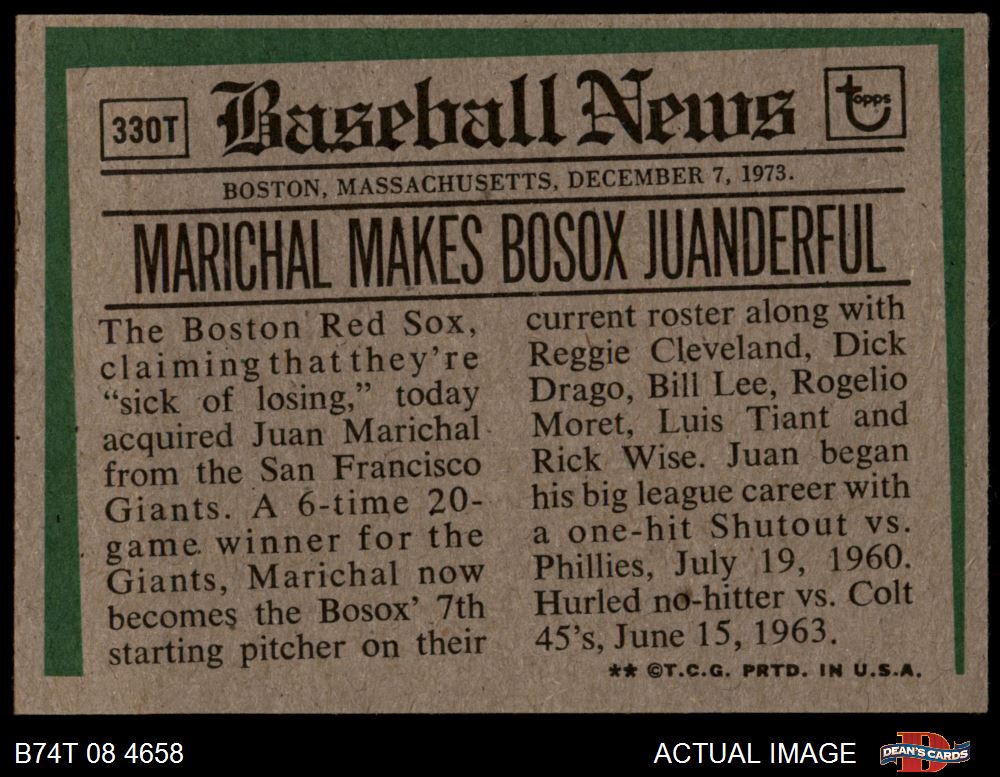 330T
Baseball News
topps
BOSTON, MASSACHUSETTS, DECEMBER 7, 1973.
MARICHAL MAKES BOSOX JUANDERFUL
The Boston Red Sox,
claiming that they're
“sick of losing,” today
acquired Juan Marichal
from the San Francisco
Giants. A 6-time 20-
game winner for the
Giants, Marichal now
becomes the Bosox' 7th
starting pitcher on their
current roster along with
Reggie Cleveland, Dick
Drago, Bill Lee, Rogelio
Moret, Luis Tiant and
Rick Wise. Juan began
his big league career with
a one-hit Shutout vs.
Phillies, July 19, 1960.
Hurled no-hitter vs. Colt
45's, June 15, 1963.
** ©T.C.G. PRTD. IN U.S.A.
B74T 08 4658
ACTUAL IMAGE
DEAN'S CARDS